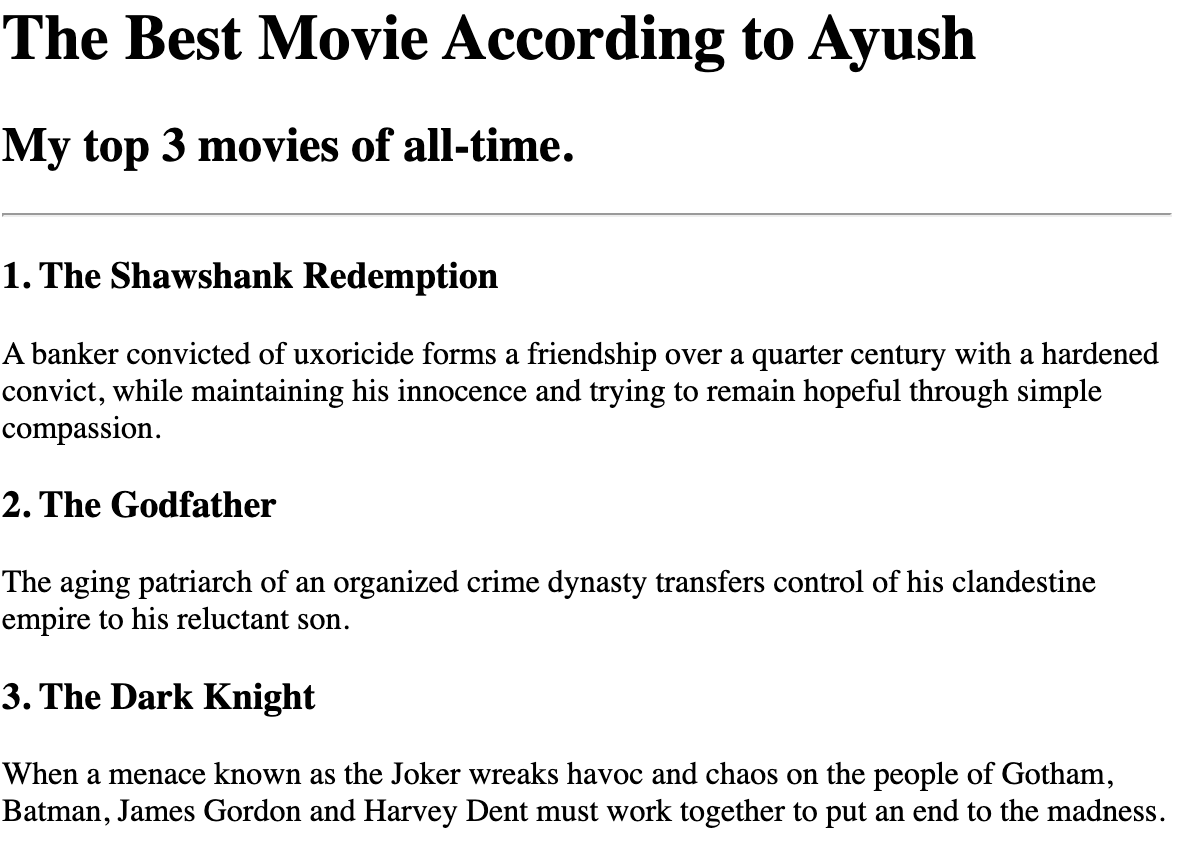 The Best Movie According to Ayush
My top 3 movies of all-time.
1. The Shawshank Redemption
A banker convicted of uxoricide forms a friendship over a quarter century with a hardened
convict, while maintaining his innocence and trying to remain hopeful through simple
compassion.
2. The Godfather
The aging patriarch of an organized crime dynasty transfers control of his clandestine
empire to his reluctant son.
3. The Dark Knight
When a menace known as the Joker wreaks havoc and chaos on the people of Gotham,
Batman, James Gordon and Harvey Dent must work together to put an end to the madness.